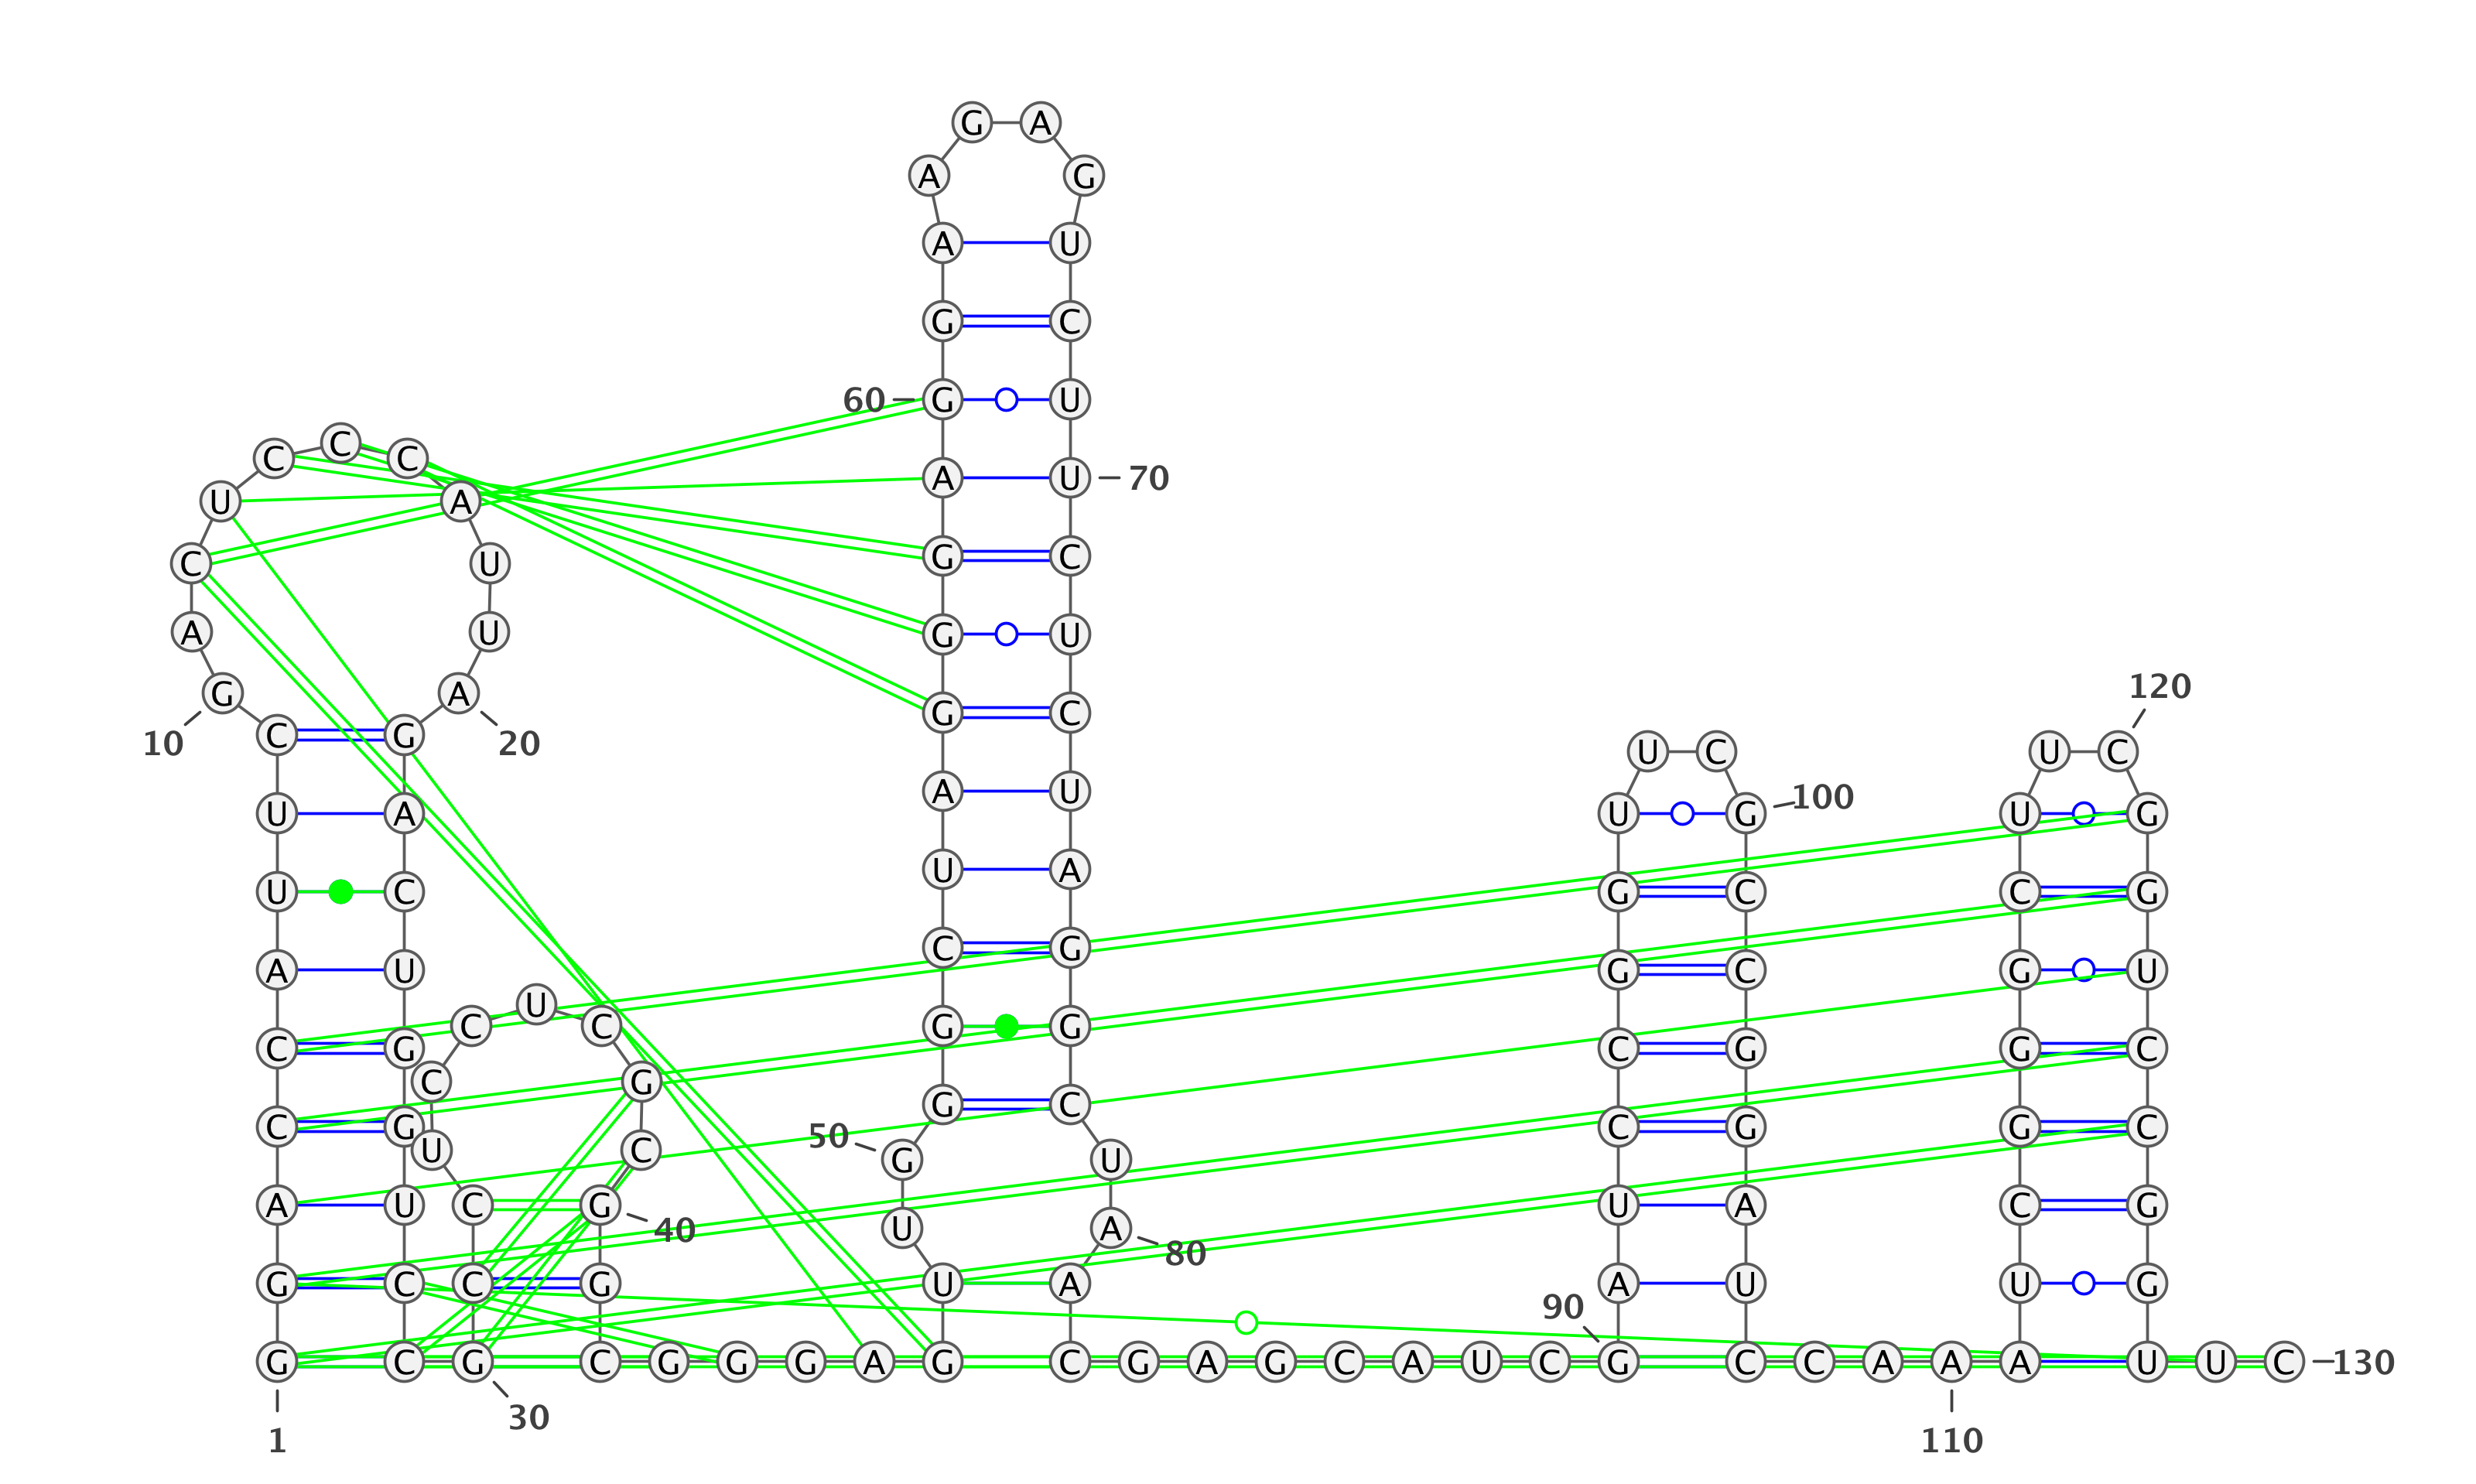 G A
A G
A U
G C
60 G U
C C C
A U 70
U A
G C
C U
A U G U
120
G A G C
10 C G 20 U C U C
A U
U A U G 100 U G
U A
U C G C C G
C G
A U G C G U
C U C G G
C G C G G C
C G
G C
C G C G G C
50 U C G U
A U C G U A C G
40 U A 80
G C C G U A A U U G
90
G C G C G G G A G C G A G C A U C G C C A A A U U C 130
30
1 110